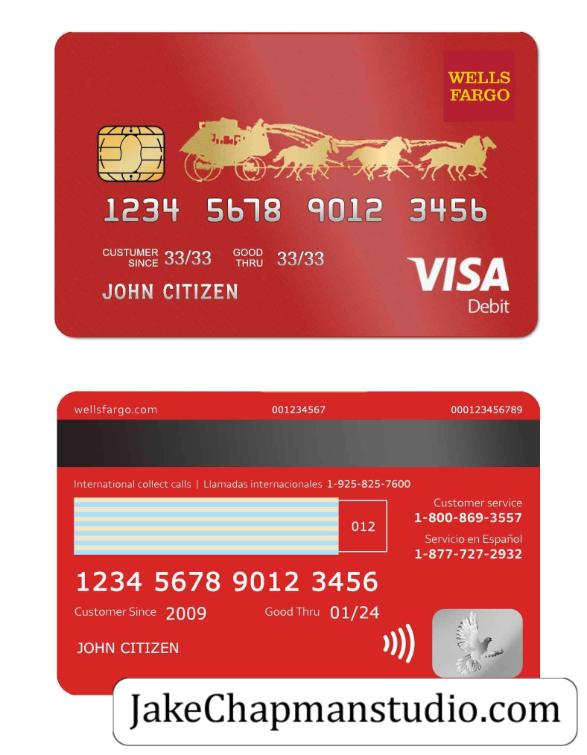 WELLS
FARGO
1234 5678 9012 3456
CUSTUMER
SINCE 33/33 GOOD
THRU 33/33
JOHN CITIZEN
VISA
Debit
wellsfargo.com 001234567 000123456789
International collect calls | Llamadas internacionales 1-925-825-7600
Customer service
1-800-869-3557
012
Servicio en Español
1-877-727-2932
1234 5678 9012 3456
Customer Since 2009 Good Thru 01/24
JOHN CITIZEN
JakeChapmanstudio.com